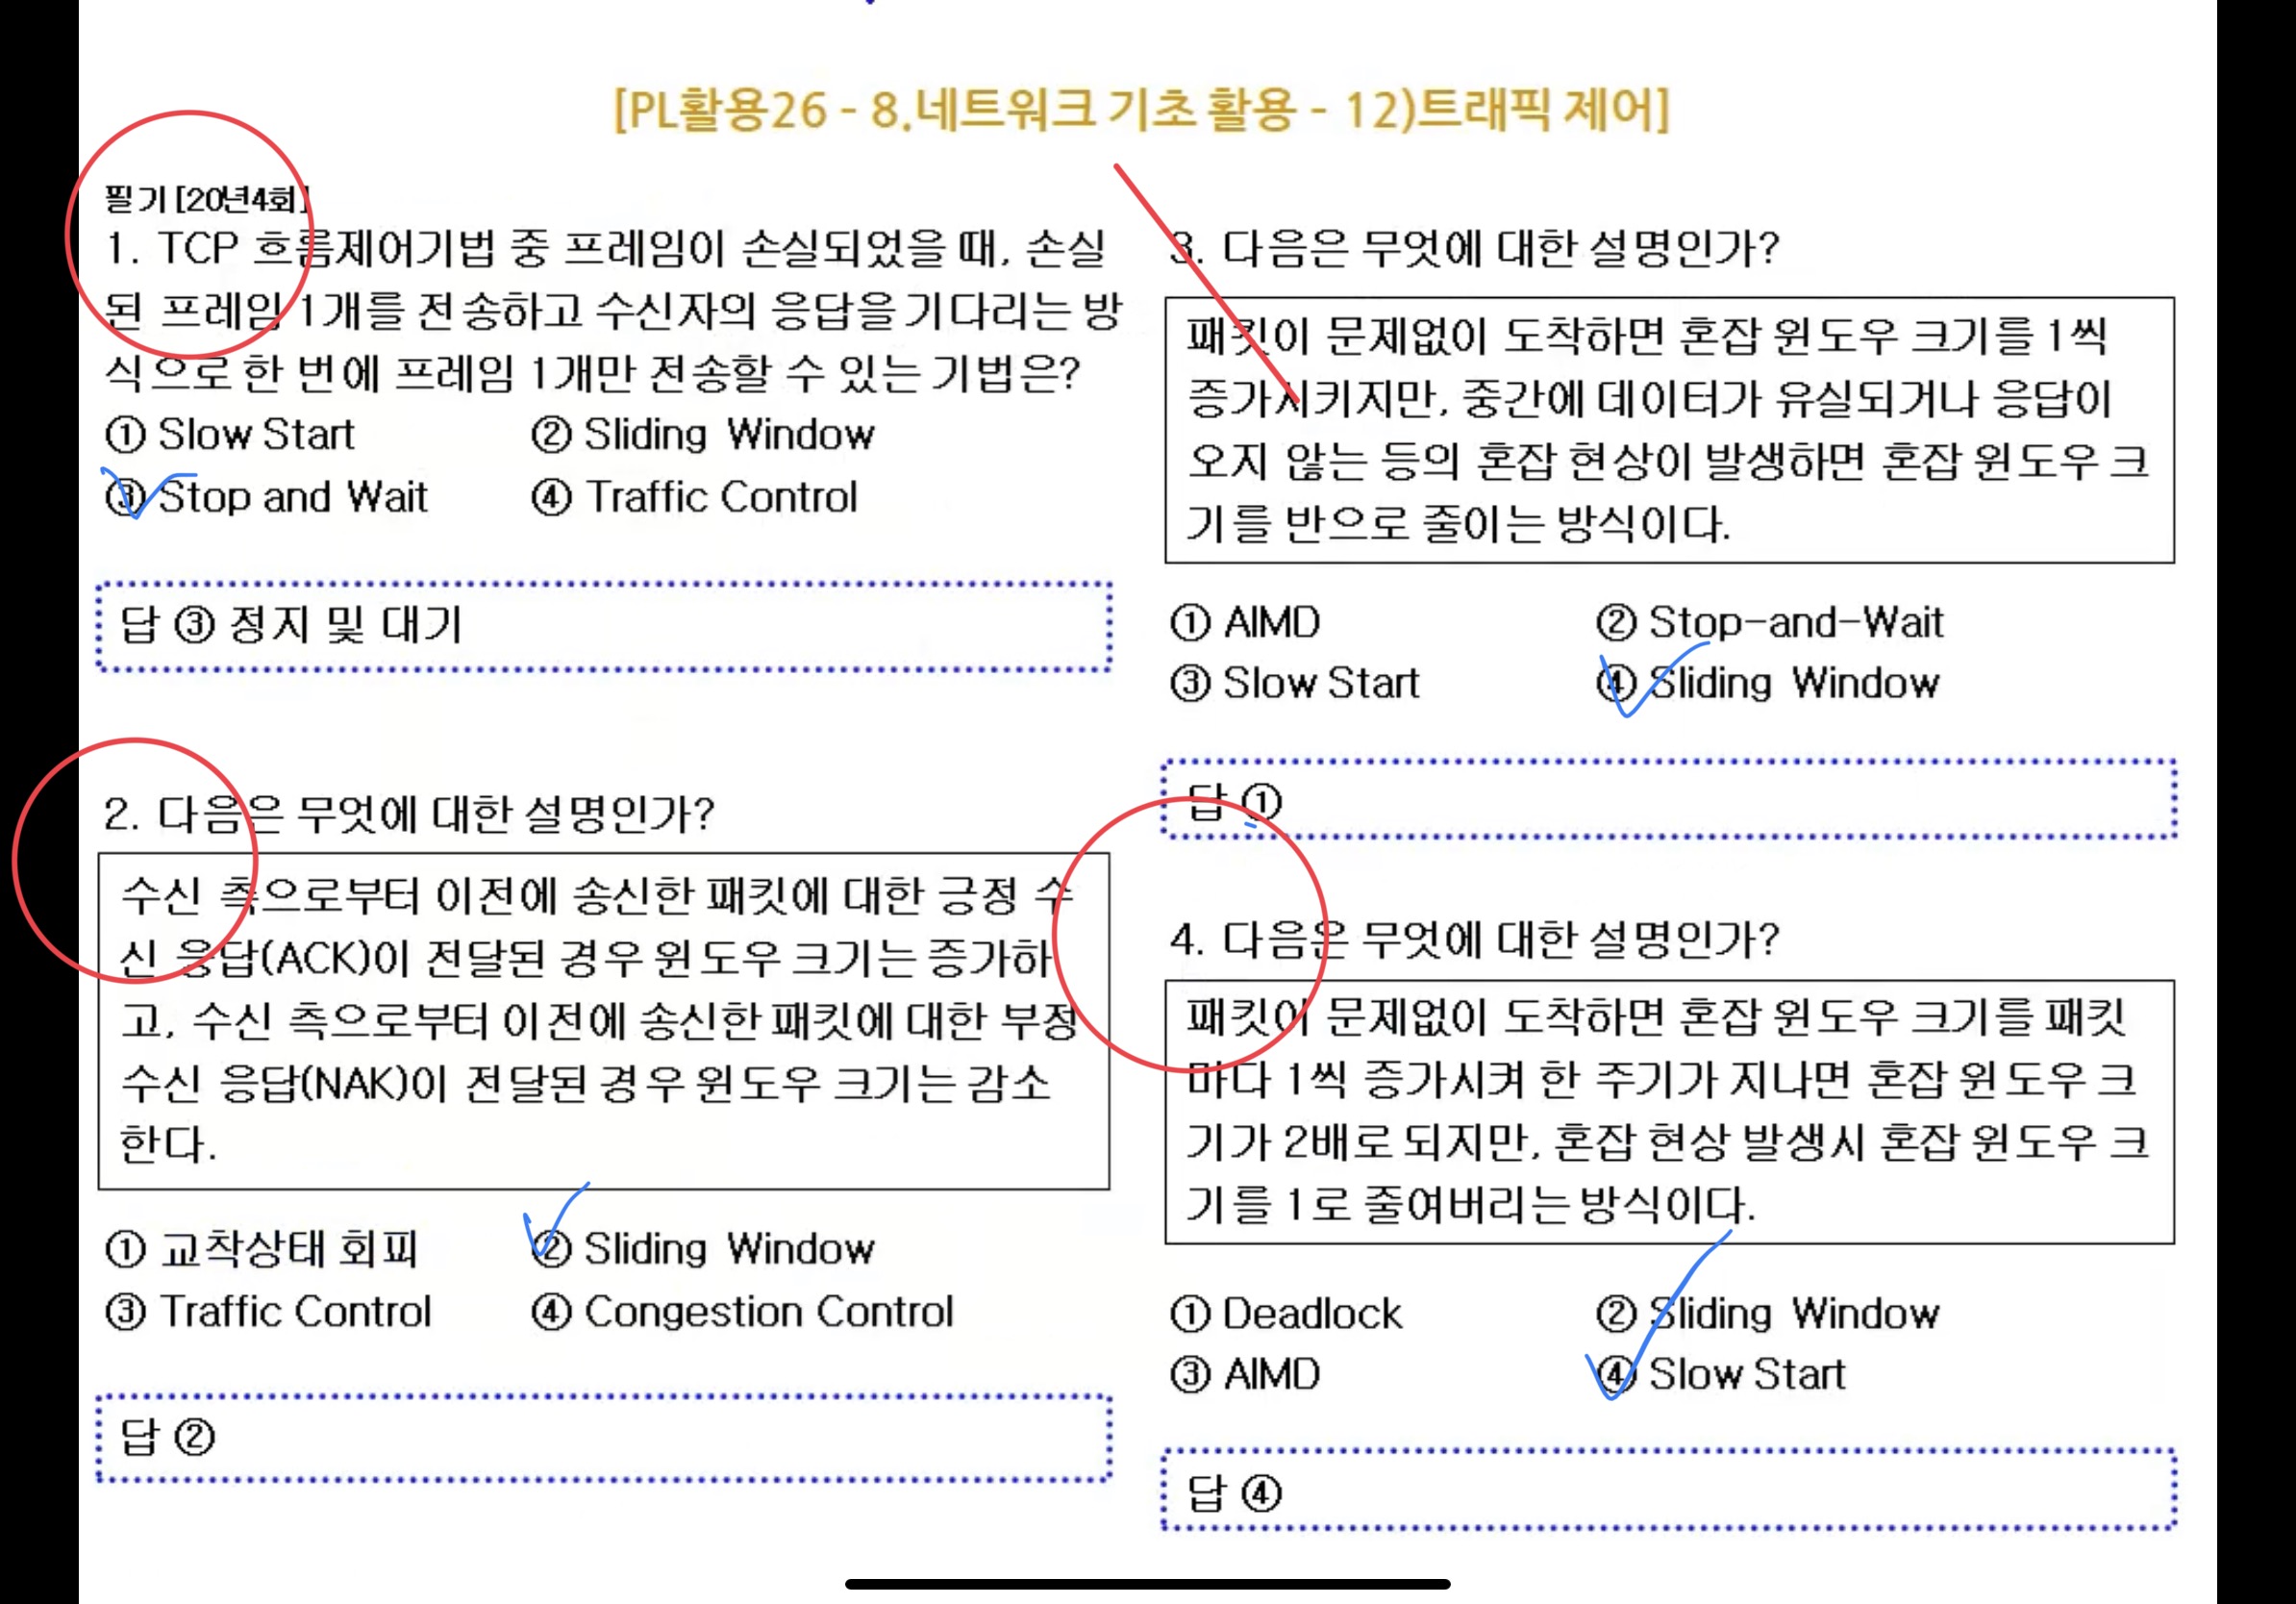 [PL활용26 - 8.네트워크 기초 활용 - 12)트래픽 제어]
필기 [20년4회]
1. TCP 흐름제어기법 중 프레임이 손실되었을 때, 손실
된 프레임 1개를 전송하고 수신자의 응답을 기다리는 방
식으로 한 번에 프레임 1개만 전송할 수 있는 기법은?
① Slow Start ② Sliding Window
③ Stop and Wait ④ Traffic Control
답 ③ 정지 및 대기
2. 다음은 무엇에 대한 설명인가?
수신 측으로부터 이전에 송신한 패킷에 대한 긍정 수
신 응답(ACK)이 전달된 경우 윈도우 크기는 증가하
고, 수신 측으로부터 이전에 송신한 패킷에 대한 부정
수신 응답(NAK)이 전달된 경우 윈도우 크기는 감소
한다.
① 교착상태 회피 ② Sliding Window
③ Traffic Control ④ Congestion Control
답 ②
3. 다음은 무엇에 대한 설명인가?
패킷이 문제없이 도착하면 혼잡 윈도우 크기를 1씩
증가시키지만, 중간에 데이터가 유실되거나 응답이
오지 않는 등의 혼잡 현상이 발생하면 혼잡 윈도우 크
기를 반으로 줄이는 방식이다.
① AIMD ② Stop-and-Wait
③ Slow Start ④ Sliding Window
답 ①
4. 다음은 무엇에 대한 설명인가?
패킷이 문제없이 도착하면 혼잡 윈도우 크기를 패킷
마다 1씩 증가시켜 한 주기가 지나면 혼잡 윈도우 크
기가 2배로 되지만, 혼잡 현상 발생시 혼잡 윈도우 크
기를 1로 줄여버리는 방식이다.
① Deadlock ② Sliding Window
③ AIMD ④ Slow Start
답 ④